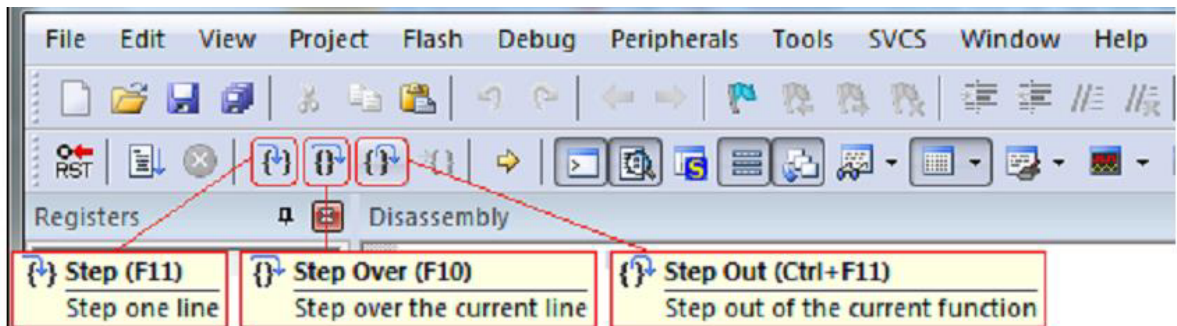 File Edit View Project Flash Debug Peripherals Tools SVCS Window Help
RST
Registers Disassembly
{} Step (F11) {} Step Over (F10) {} Step Out (Ctrl+F11)
Step one line Step over the current line Step out of the current function